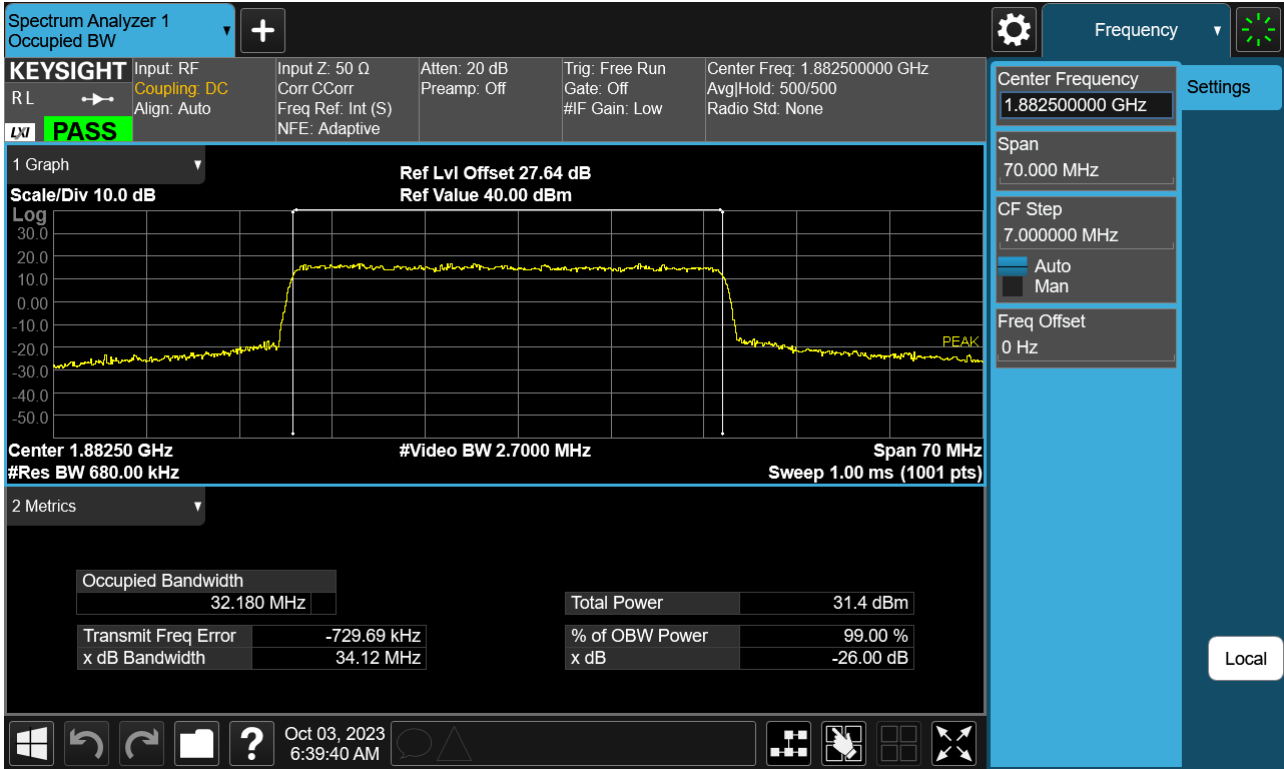 Spectrum Analyzer 1
Occupied BW
Frequency
KEYSIGHT
R L
LXI
PASS
Input: RF
Coupling: DC
Align: Auto
Input Z: 50 Ω
Corr CCorr
Freq Ref: Int (S)
NFE: Adaptive
Atten: 20 dB
Preamp: Off
Trig: Free Run
Gate: Off
#IF Gain: Low
Center Freq: 1.882500000 GHz
Avg|Hold: 500/500
Radio Std: None
Center Frequency
1.882500000 GHz
Settings
Span
70.000 MHz
CF Step
7.000000 MHz
Auto
Man
Freq Offset
0 Hz
Local
1 Graph
Scale/Div 10.0 dB
Ref Lvl Offset 27.64 dB
Ref Value 40.00 dBm
Log
30.0
20.0
10.0
0.00
-10.0
-20.0
-30.0
-40.0
-50.0
PEAK
Center 1.88250 GHz
#Video BW 2.7000 MHz
Span 70 MHz
#Res BW 680.00 kHz
Sweep 1.00 ms (1001 pts)
2 Metrics
Occupied Bandwidth
32.180 MHz
Total Power 31.4 dBm
Transmit Freq Error -729.69 kHz
% of OBW Power 99.00 %
x dB Bandwidth 34.12 MHz
x dB -26.00 dB
?
Oct 03, 2023
6:39:40 AM